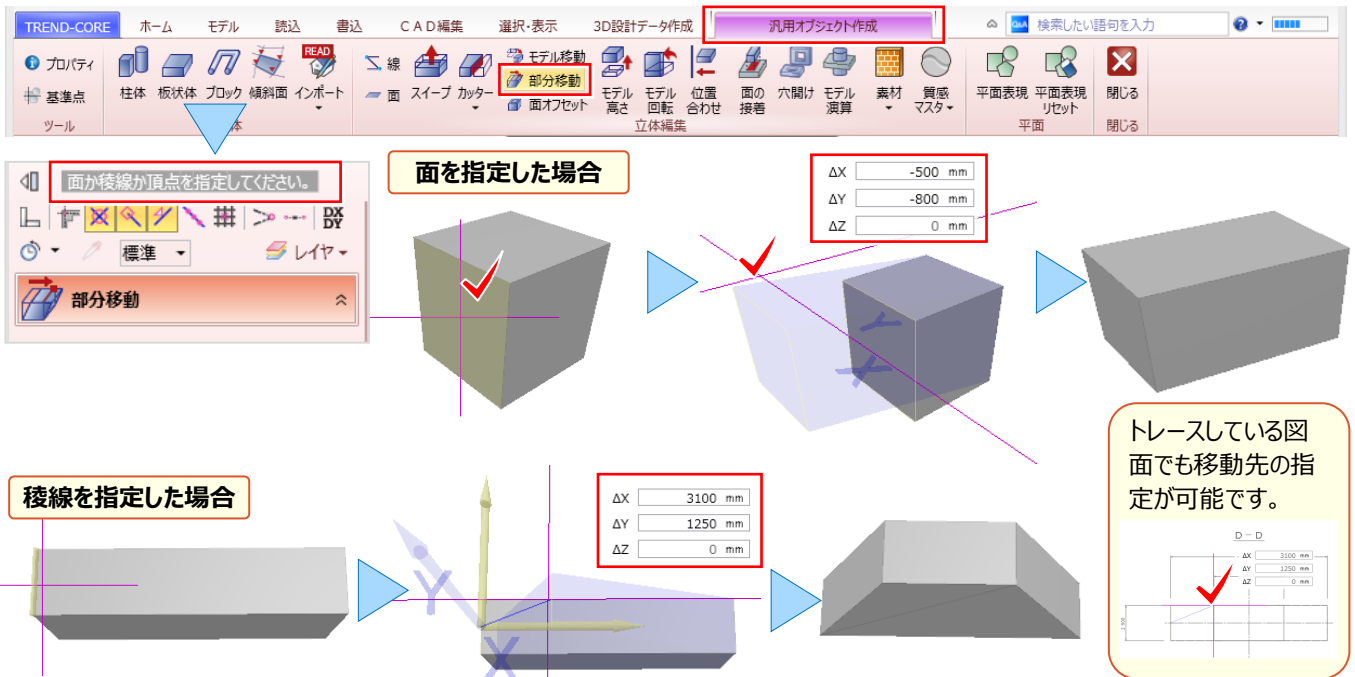 TREND-CORE ホーム モデル 読込 書込 CAD編集 選択・表示 3D設計データ作成 汎用オブジェクト作成 Q&A 検索したい語句を入力
プロパティ
基準点
ツール
柱体 板状体 ブロック 傾斜面 READ インポート
体
線
面
スイープ カッター
モデル移動
部分移動
面オフセット
モデル高さ モデル回転 位置合わせ 面の接着 穴開け モデル演算 素材 質感マスタ
立体編集
平面表現 平面表現リセット
平面
閉じる
閉じる
面か稜線か頂点を指定してください。
DX
DY
標準 レイヤ
部分移動
面を指定した場合
ΔX -500 mm
ΔY -800 mm
ΔZ 0 mm
Y
X
トレースしている図
面でも移動先の指
定が可能です。
D-D
ΔX 3100 mm
ΔY 1250 mm
ΔZ 0 mm
稜線を指定した場合
ΔX 3100 mm
ΔY 1250 mm
ΔZ 0 mm
Y
X